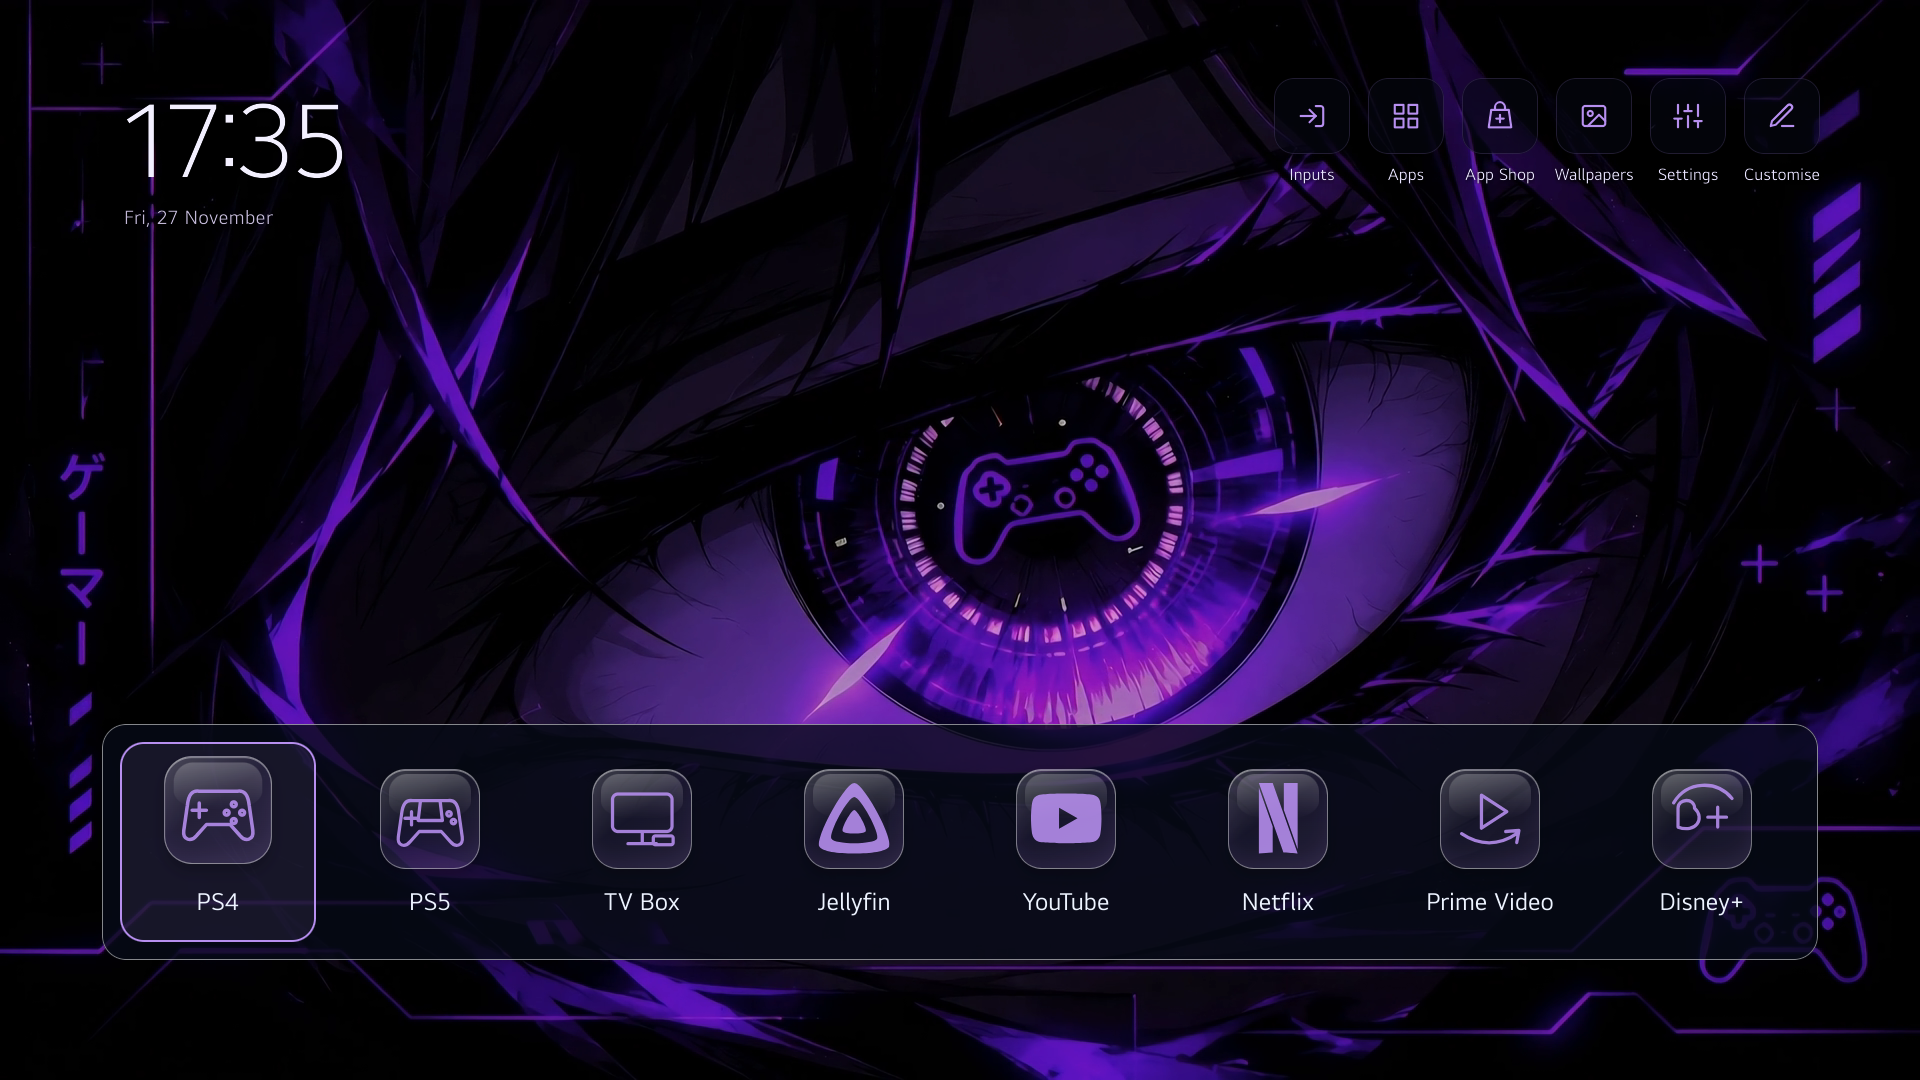 17:35
Fri, 27 November
Inputs
Apps
App Shop
Wallpapers
Settings
Customise
「ゲーマー
PS4
PS5
TV Box
Jellyfin
YouTube
Netflix
Prime Video
Disney+